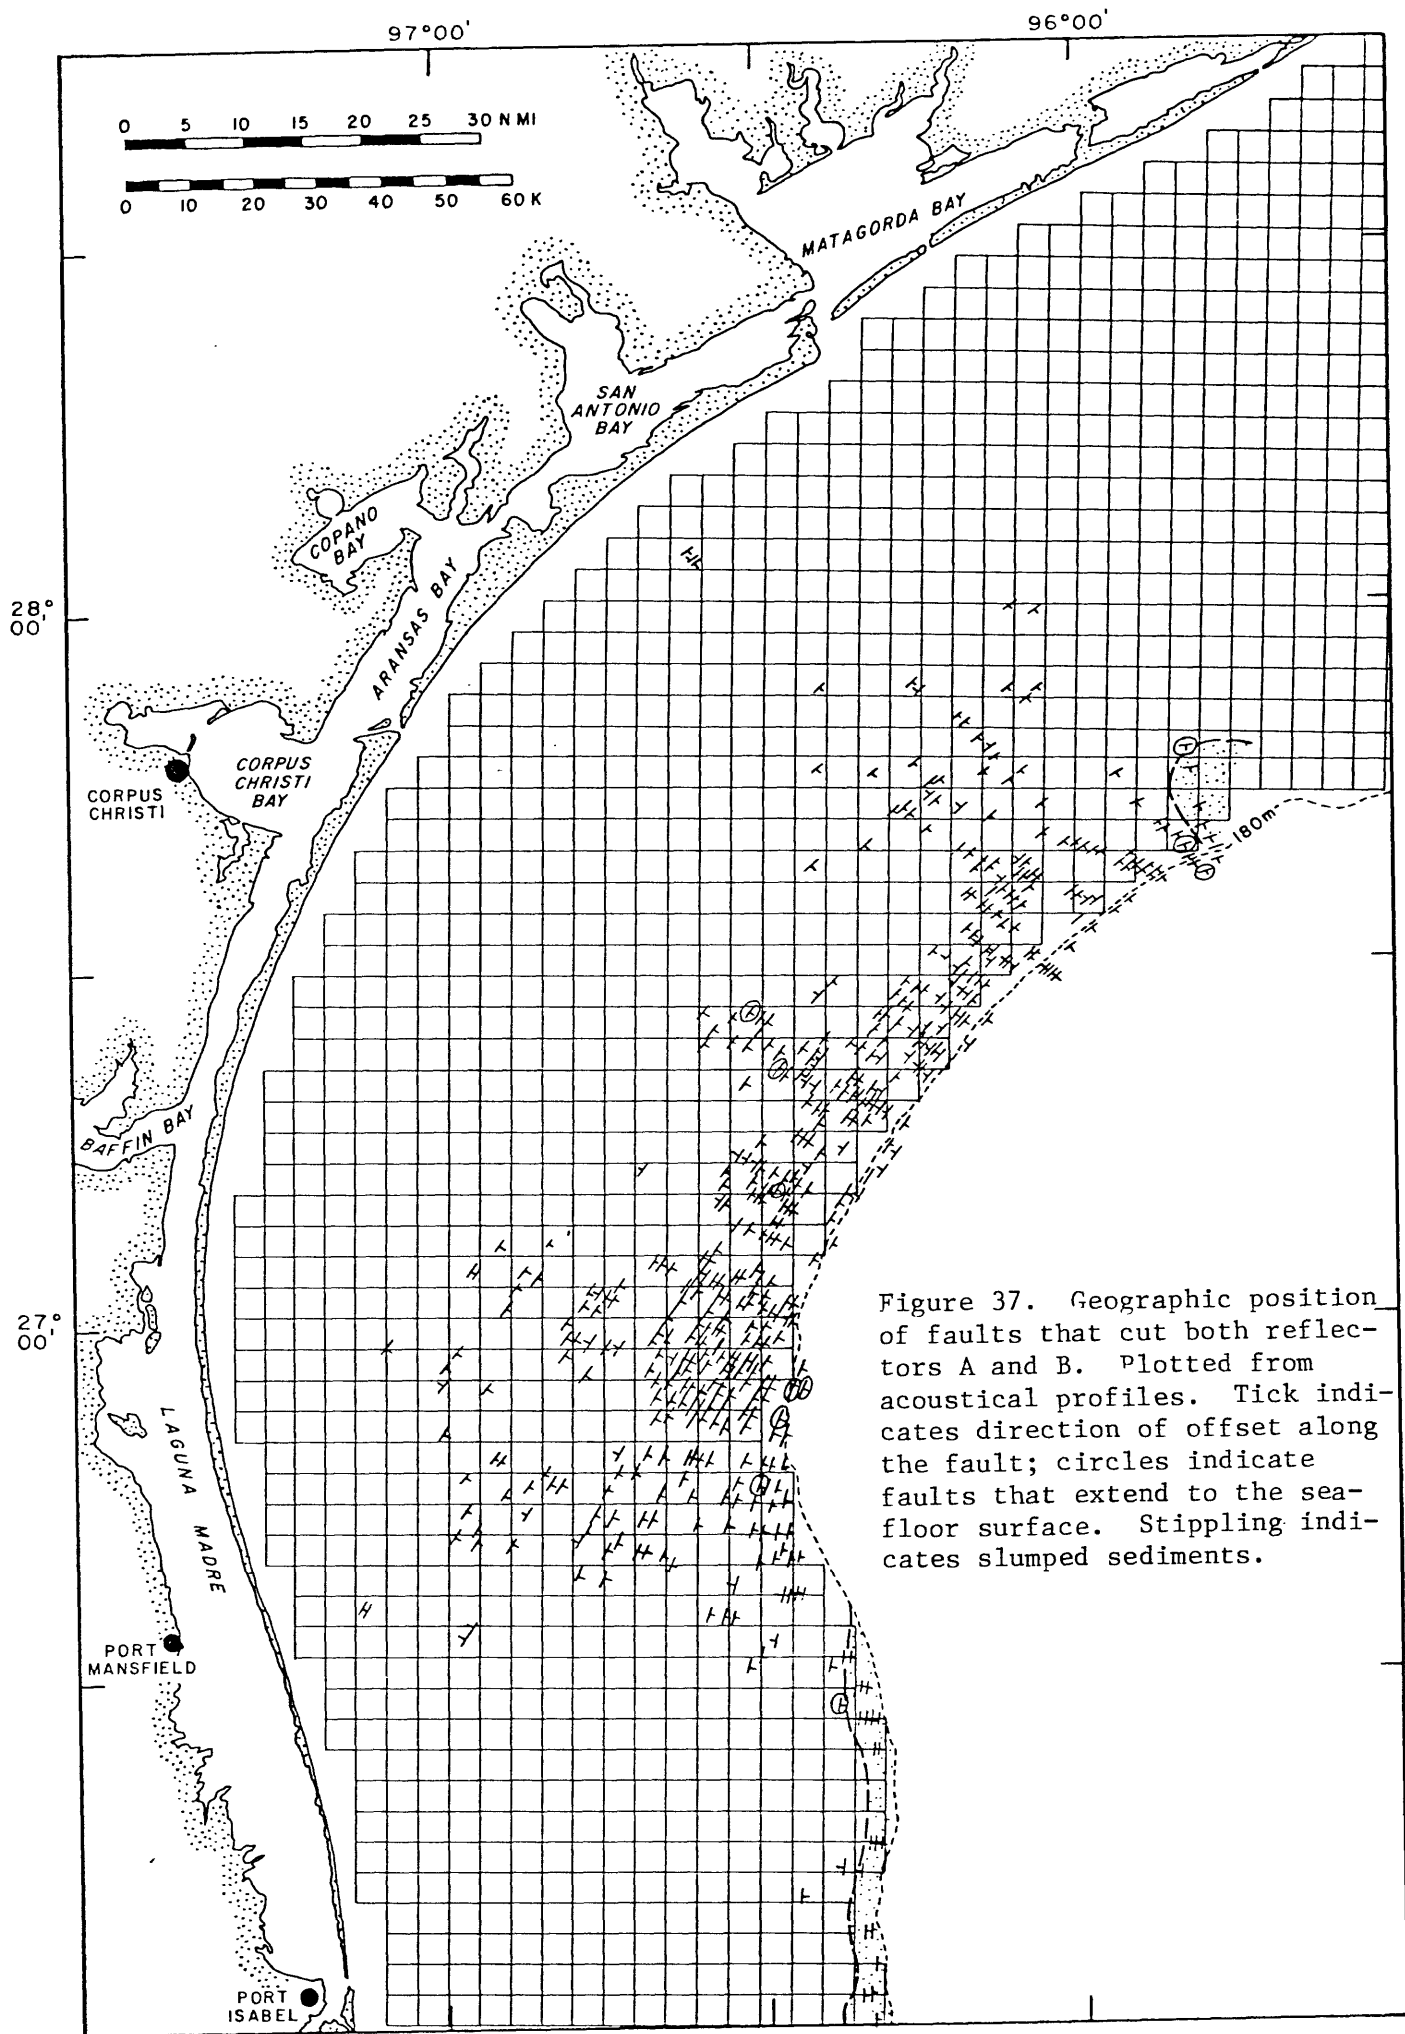 97°00'
96°00'
0 5 10 15 20 25 30 N MI
0 10 20 30 40 50 60 K
MATAGORDA BAY
SAN
ANTONIO
BAY
COPANO
BAY
28°
00'
ARANSAS BAY
CORPUS
CHRISTI
BAY
CORPUS
CHRISTI
180m
BAFFIN BAY
27°
00'
Figure 37. Geographic position
of faults that cut both reflec-
tors A and B. Plotted from
acoustical profiles. Tick indi-
cates direction of offset along
the fault; circles indicate
faults that extend to the sea-
floor surface. Stippling indi-
cates slumped sediments.
LAGUNA MADRE
PORT
MANSFIELD
PORT
ISABEL